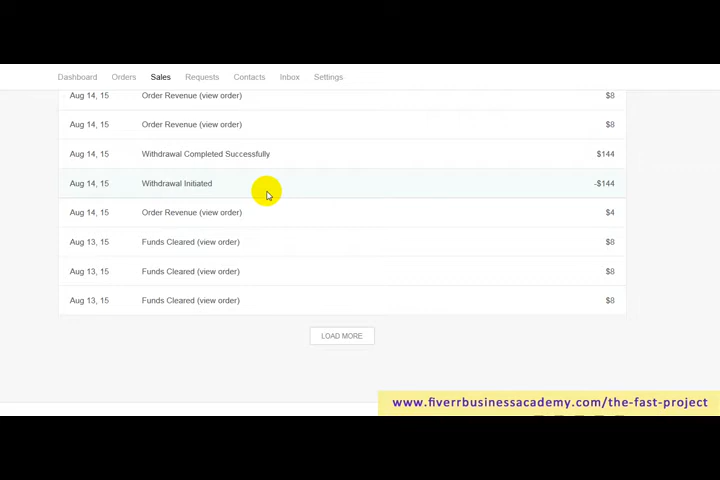 Dashboard Orders Sales Requests Contacts Inbox Settings
Aug 14, 15 Order Revenue (view order) $8
Aug 14, 15 Order Revenue (view order) $8
Aug 14, 15 Withdrawal Completed Successfully $144
Aug 14, 15 Withdrawal Initiated -$144
Aug 14, 15 Order Revenue (view order) $4
Aug 13, 15 Funds Cleared (view order) $8
Aug 13, 15 Funds Cleared (view order) $8
Aug 13, 15 Funds Cleared (view order) $8
LOAD MORE
www.fiverrbusinessacademy.com/the-fast-project